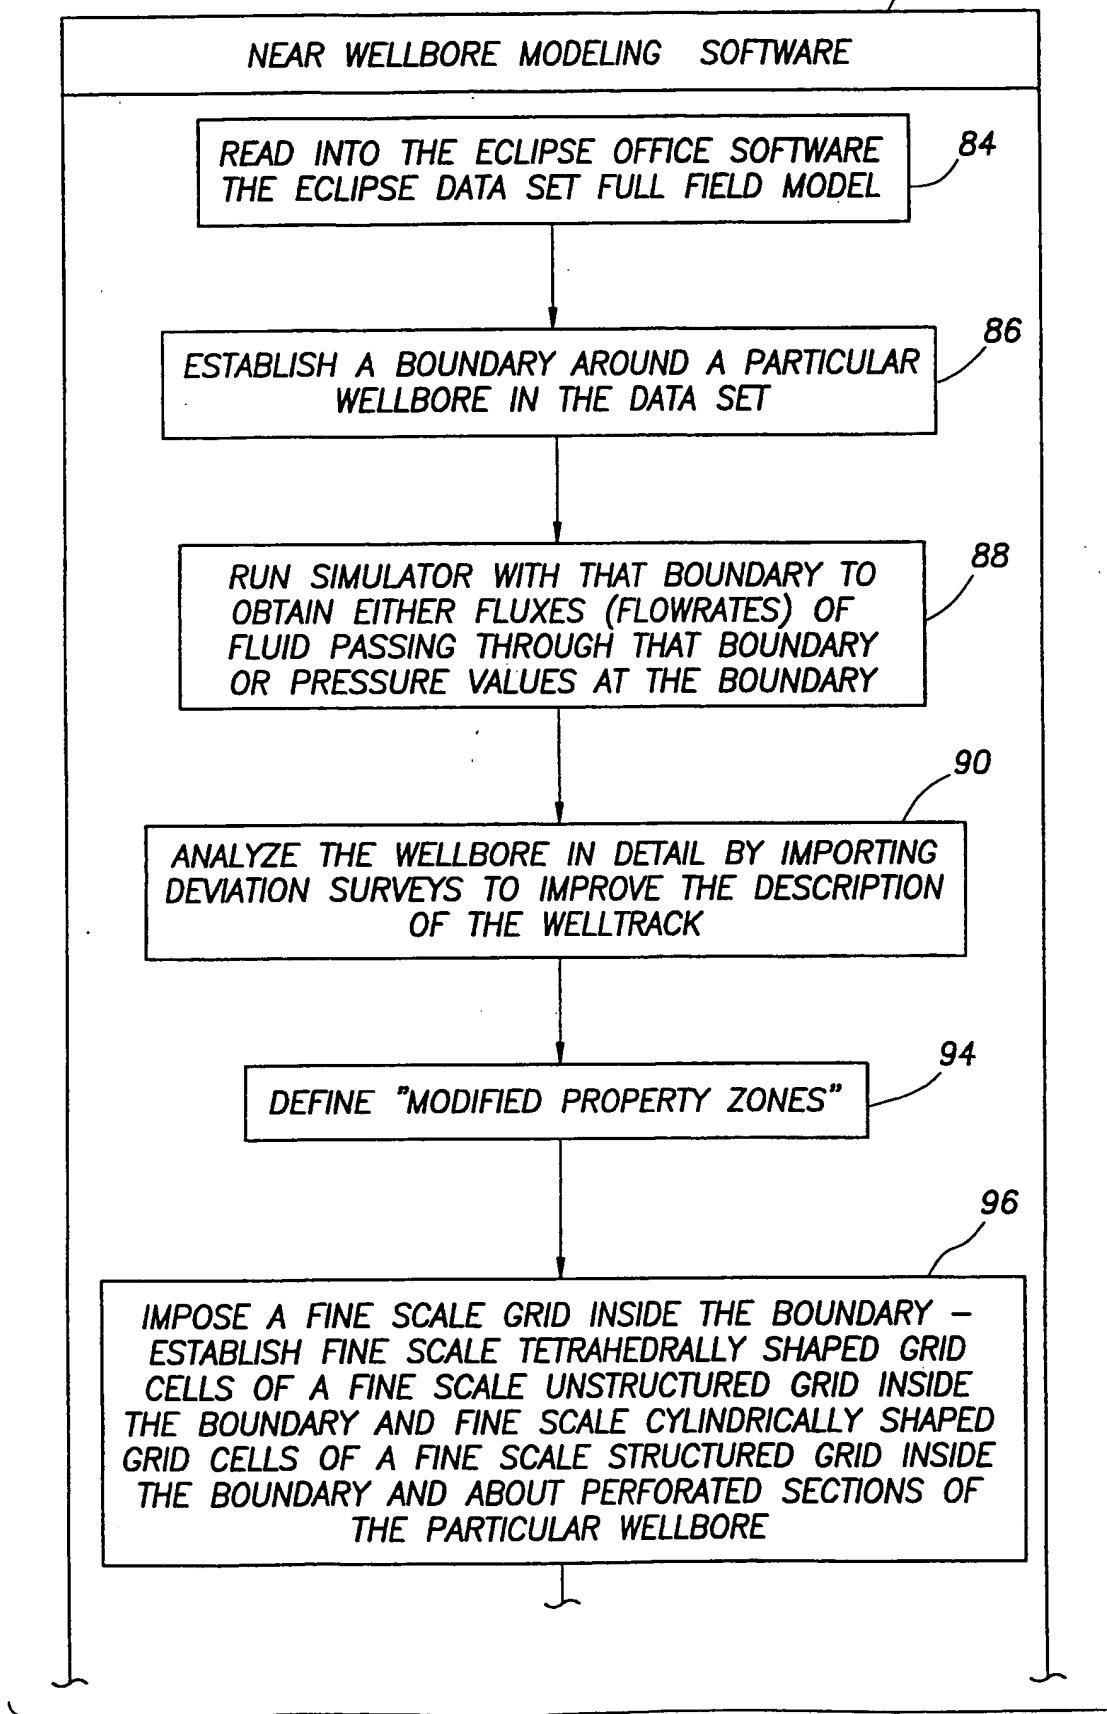 NEAR WELLBORE MODELING SOFTWARE
READ INTO THE ECLIPSE OFFICE SOFTWARE
THE ECLIPSE DATA SET FULL FIELD MODEL
84
ESTABLISH A BOUNDARY AROUND A PARTICULAR
WELLBORE IN THE DATA SET
86
RUN SIMULATOR WITH THAT BOUNDARY TO
OBTAIN EITHER FLUXES (FLOWRATES) OF
FLUID PASSING THROUGH THAT BOUNDARY
OR PRESSURE VALUES AT THE BOUNDARY
88
ANALYZE THE WELLBORE IN DETAIL BY IMPORTING
DEVIATION SURVEYS TO IMPROVE THE DESCRIPTION
OF THE WELLTRACK
90
DEFINE "MODIFIED PROPERTY ZONES"
94
IMPOSE A FINE SCALE GRID INSIDE THE BOUNDARY –
ESTABLISH FINE SCALE TETRAHEDRALLY SHAPED GRID
CELLS OF A FINE SCALE UNSTRUCTURED GRID INSIDE
THE BOUNDARY AND FINE SCALE CYLINDRICALLY SHAPED
GRID CELLS OF A FINE SCALE STRUCTURED GRID INSIDE
THE BOUNDARY AND ABOUT PERFORATED SECTIONS OF
THE PARTICULAR WELLBORE
96